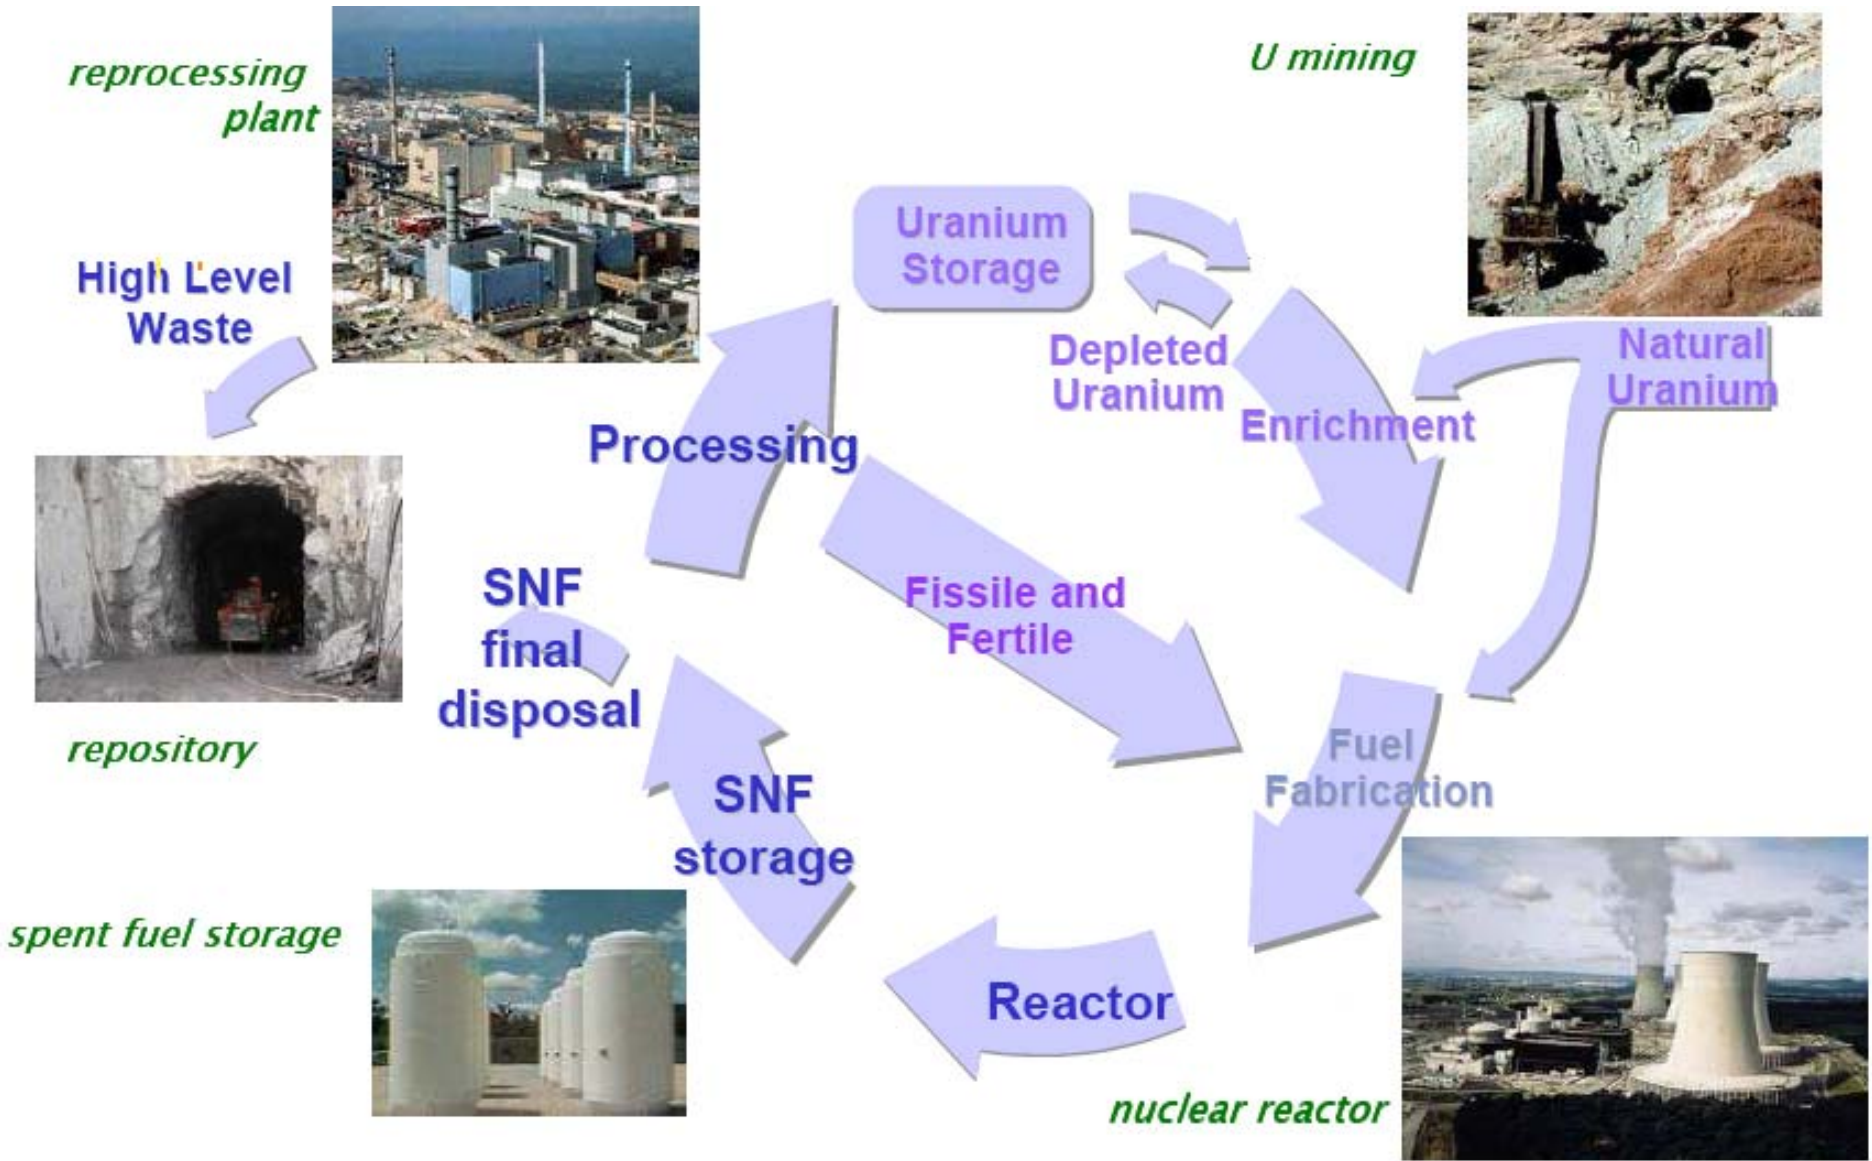 reprocessing
plant
U mining
Uranium
Storage
High Level
Waste
Depleted
Uranium
Natural
Uranium
Enrichment
Processing
SNF
final
disposal
Fissile and
Fertile
repository
Fuel
Fabrication
SNF
storage
spent fuel storage
Reactor
nuclear reactor